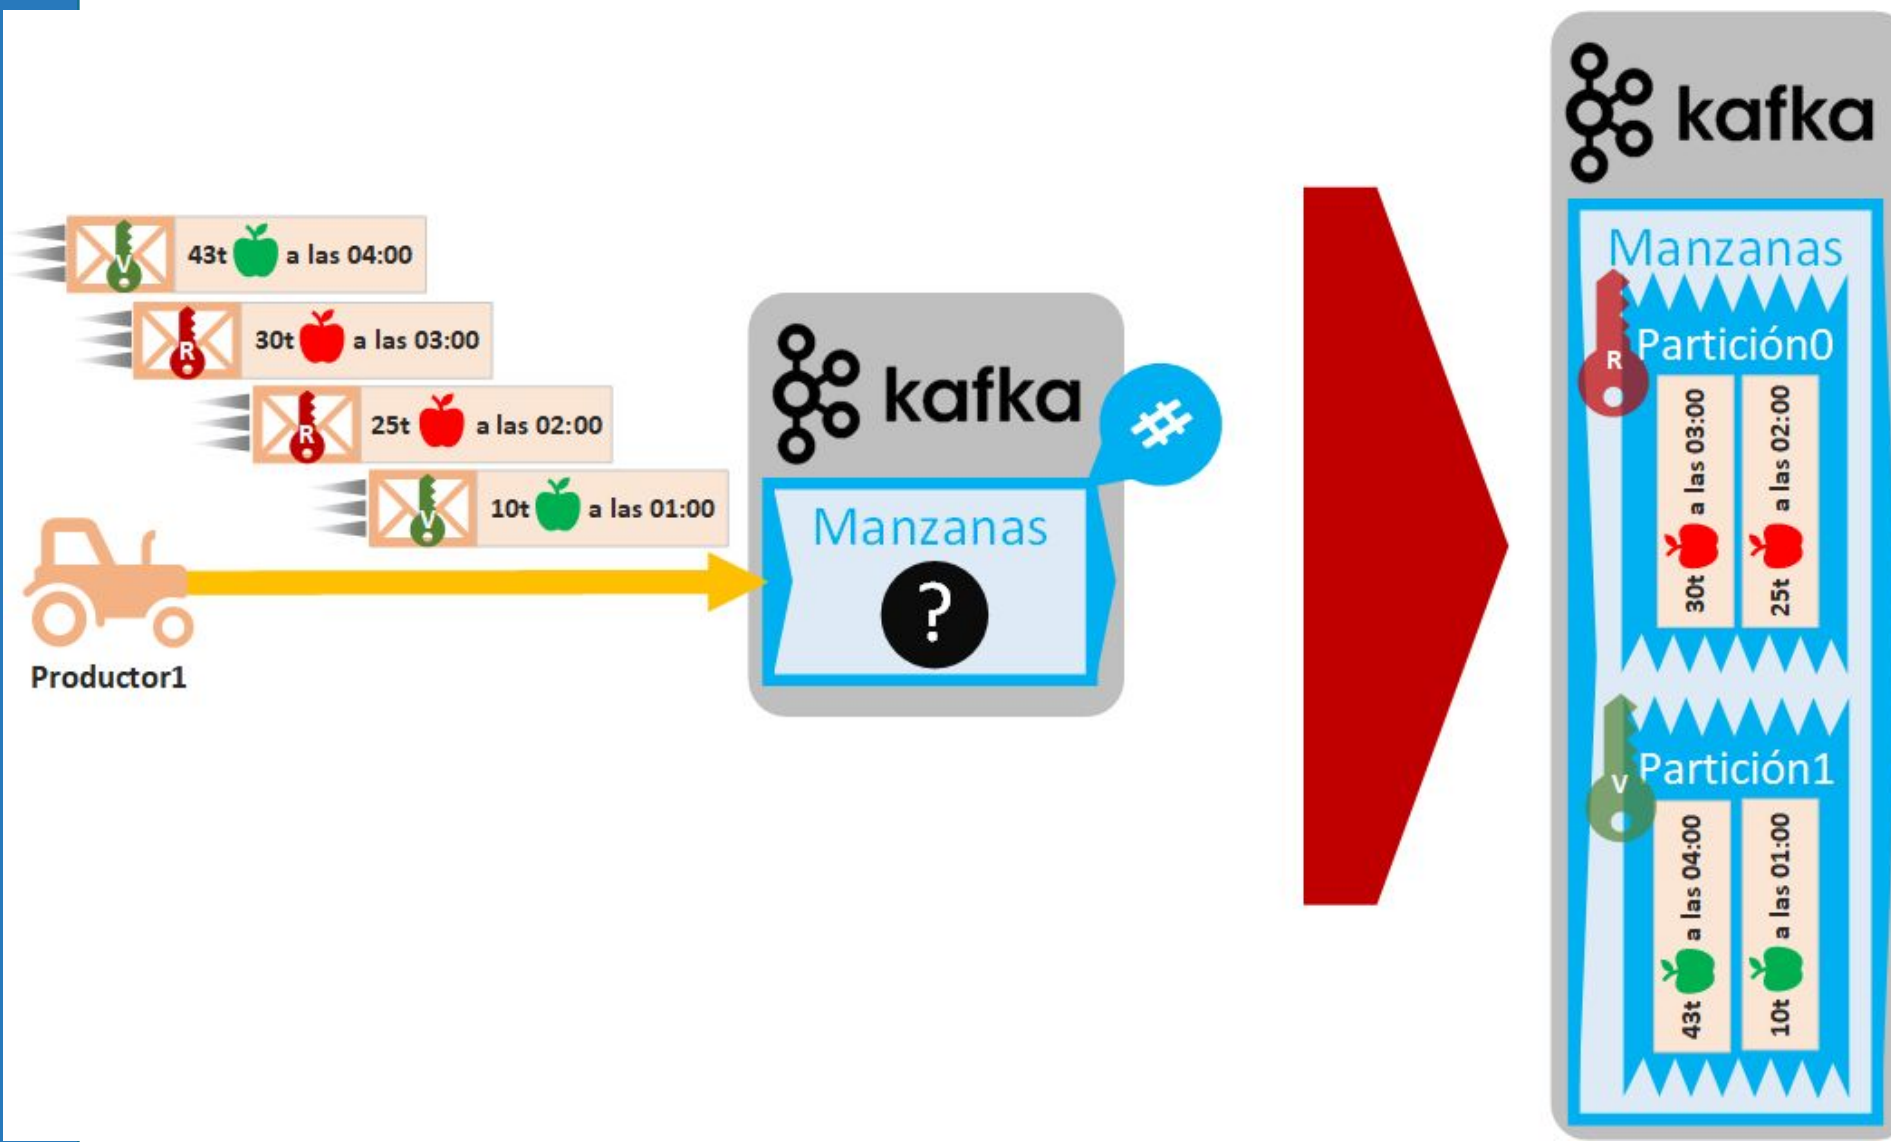 V
43t a las 04:00
R
30t a las 03:00
R
25t a las 02:00
V
10t a las 01:00
Productor1
kafka
#
Manzanas
?
kafka
Manzanas
R
Partición0
30t a las 03:00
25t a las 02:00
V
Partición1
43t a las 04:00
10t a las 01:00